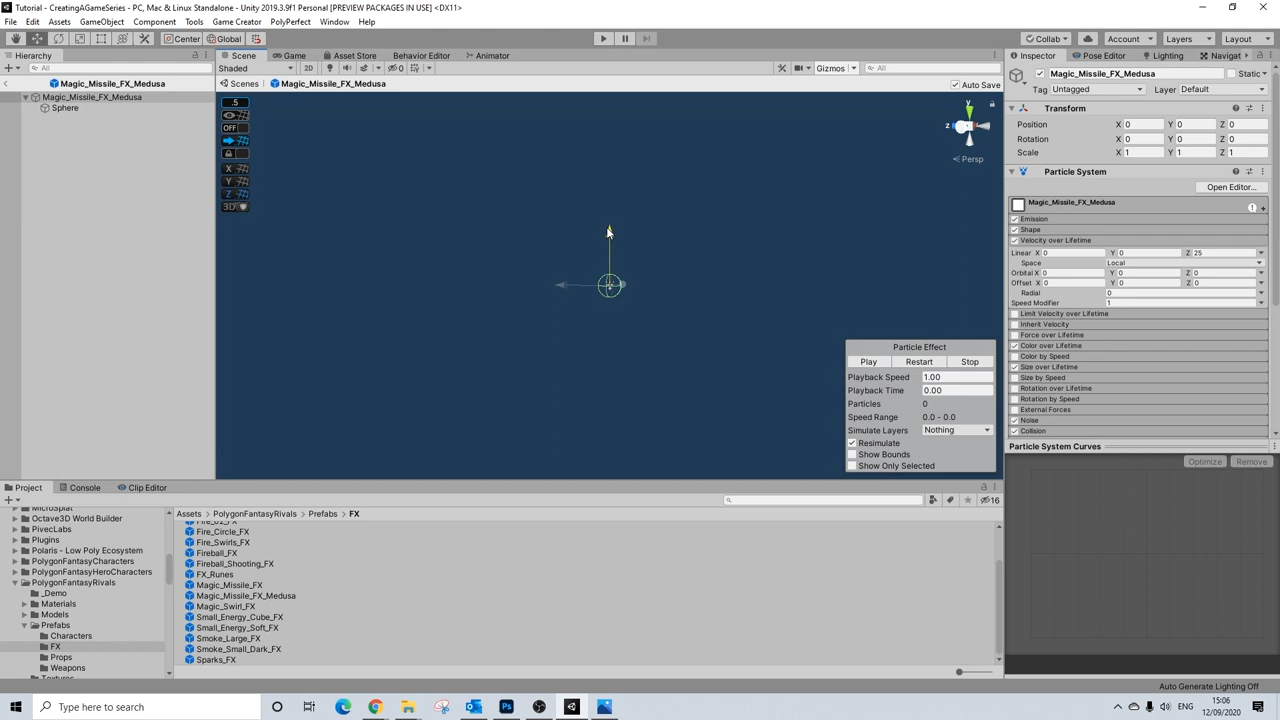 Tutorial - CreatingAGameSeries - PC, Mac & Linux Standalone - Unity 2019.3.9f1 Personal [PREVIEW PACKAGES IN USE] <DX11>
File Edit Assets GameObject Component Tools Game Creator PolyPerfect Window Help
Center Global Collab Account Layers Layout
Hierarchy Scene Game Asset Store Behavior Editor Animator Inspector Pose Editor Lighting Navigat
All Shaded 2D 0 Gizmos All
Magic_Missile_FX_Medusa Static
Magic_Missile_FX_Medusa Scenes Magic_Missile_FX_Medusa Auto Save
Tag Untagged Layer Default
Magic_Missile_FX_Medusa
Sphere
.5
OFF
X
Y
Z
3D
y
z
Persp
Transform
Position X 0 Y 0 Z 0
Rotation X 0 Y 0 Z 0
Scale X 1 Y 1 Z 1
Particle System
Open Editor...
Magic_Missile_FX_Medusa
Emission
Shape
Velocity over Lifetime
Linear X 0 Y 0 Z 25
Space Local
Orbital X 0 Y 0 Z 0
Offset X 0 Y 0 Z 0
Radial 0
Speed Modifier 1
Limit Velocity over Lifetime
Inherit Velocity
Force over Lifetime
Color over Lifetime
Color by Speed
Size over Lifetime
Size by Speed
Rotation over Lifetime
Rotation by Speed
External Forces
Noise
Collision
Particle System Curves
Optimize Remove
Particle Effect
Play Restart Stop
Playback Speed 1.00
Playback Time 0.00
Particles 0
Speed Range 0.0 - 0.0
Simulate Layers Nothing
Resimulate
Show Bounds
Show Only Selected
Project Console Clip Editor
16
MicroSplat
Octave3D World Builder
PivecLabs
Plugins
Polaris - Low Poly Ecosystem
PolygonFantasyCharacters
PolygonFantasyHeroCharacters
PolygonFantasyRivals
_Demo
Materials
Models
Prefabs
Characters
FX
Props
Weapons
Textures
Assets PolygonFantasyRivals Prefabs FX
Fire_02_FX
Fire_Circle_FX
Fire_Swirls_FX
Fireball_FX
Fireball_Shooting_FX
FX_Runes
Magic_Missile_FX
Magic_Missile_FX_Medusa
Magic_Swirl_FX
Small_Energy_Cube_FX
Small_Energy_Soft_FX
Smoke_Large_FX
Smoke_Small_Dark_FX
Sparks_FX
Auto Generate Lighting Off
Type here to search
ENG
15:06
12/09/2020